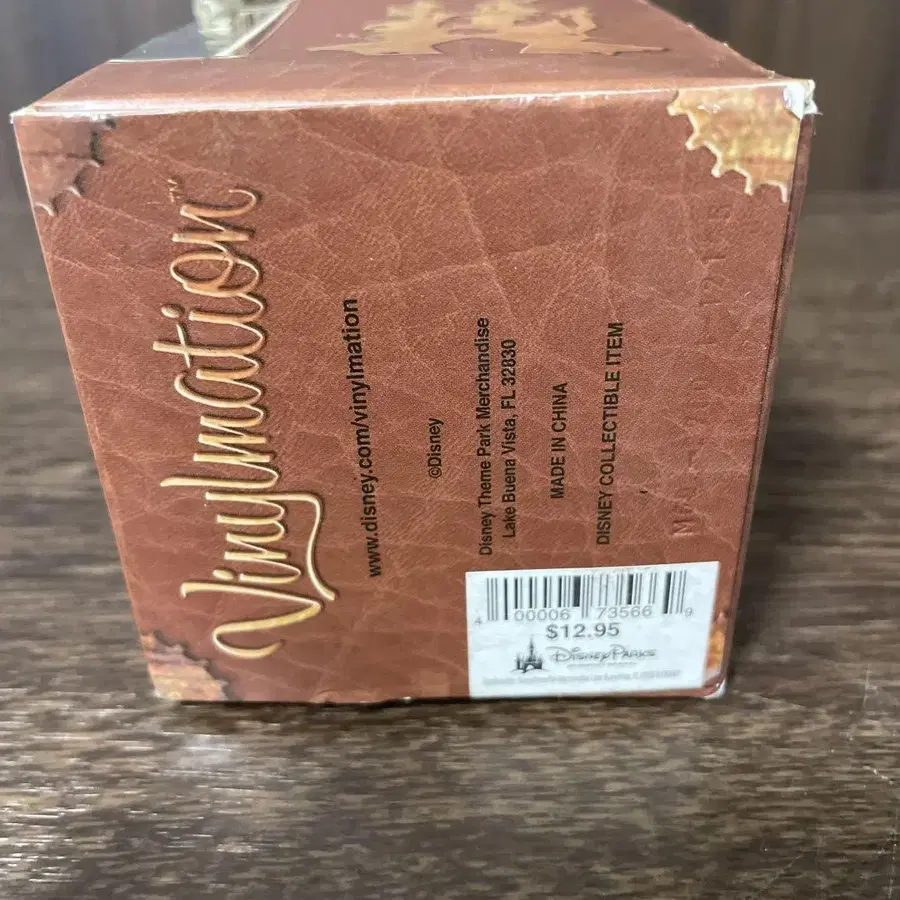 Vinylmation™
www.disney.com/vinylmation
©Disney
Disney Theme Park Merchandise
Lake Buena Vista, FL 32830
MADE IN CHINA
DISNEY COLLECTIBLE ITEM
4 00006 73566 9
$12.95
Disney Parks